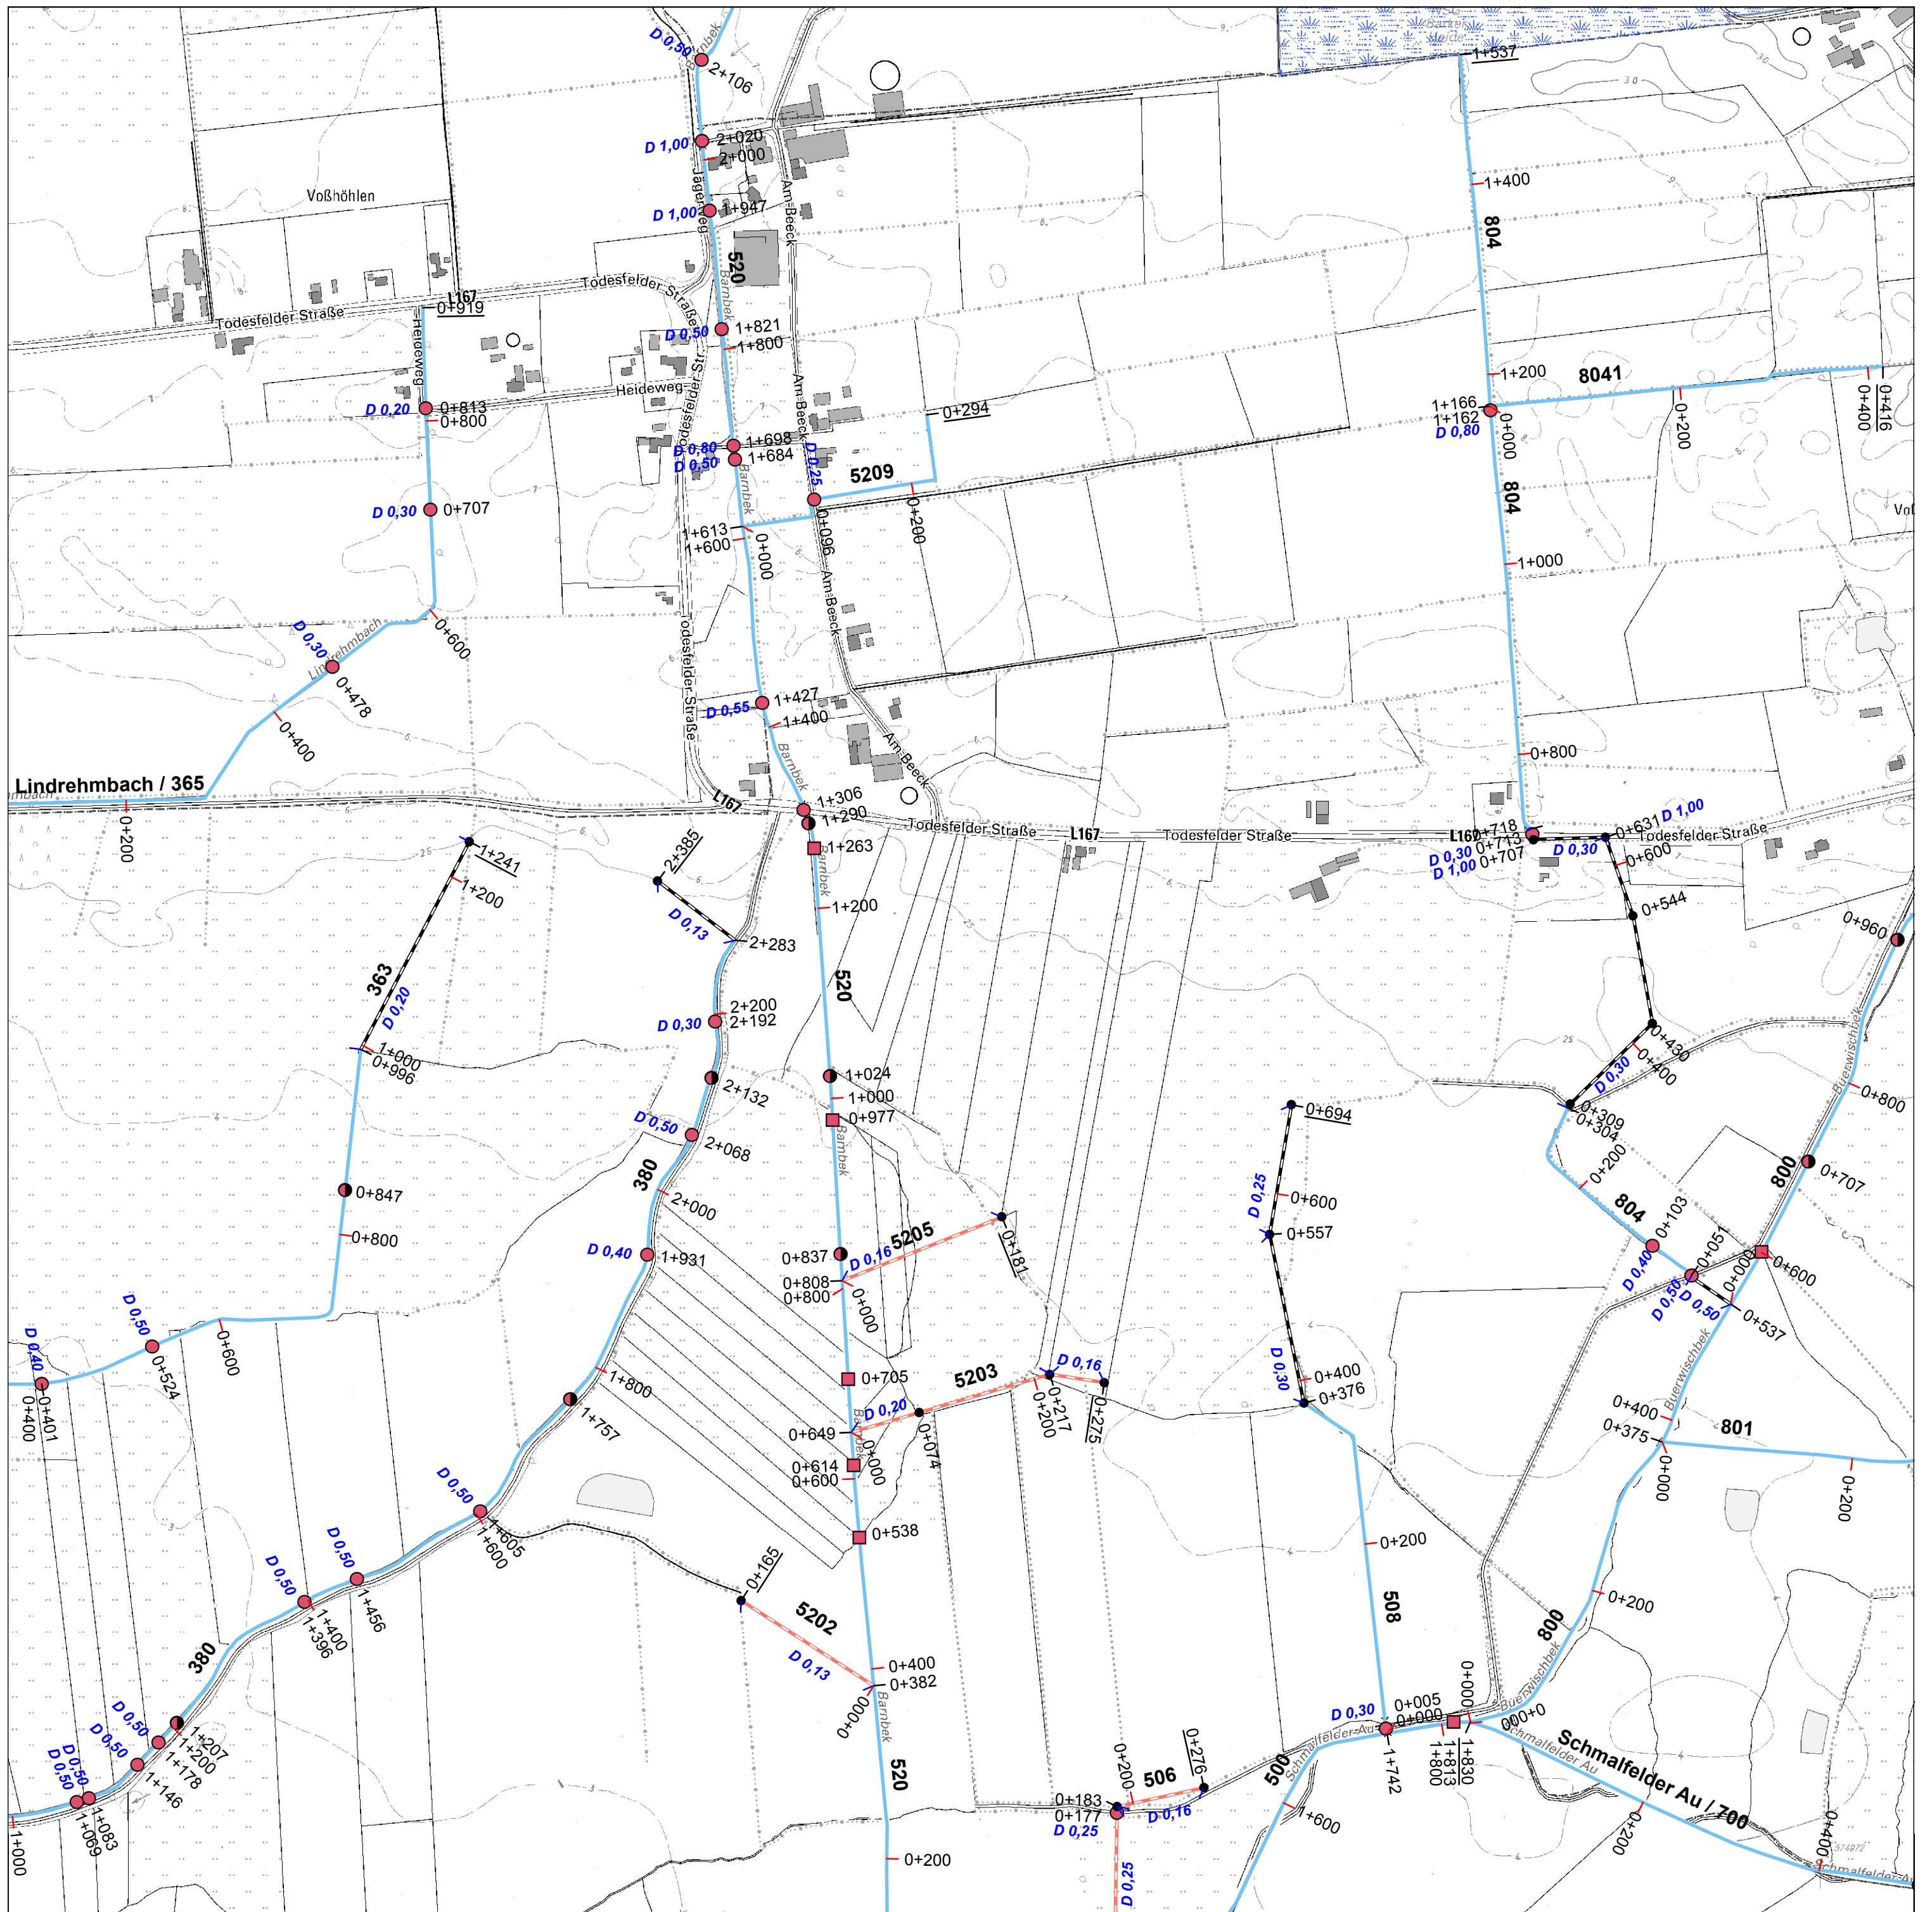 D 0,50
2+106
D 1,00
2+020
2+000
D 1,00
1+947
Jägerweg
Am-Beeck
520
Barnbek
Voßhöhlen
L167
0+919
Todesfelder Straße
Todesfelder Straße
Heideweg
D 0,20
0+813
0+800
Heideweg
D 0,50
1+821
1+800
Todesfelder Str.
Am-Beeck
D 0,80
1+698
D 0,50
1+684
Barnbek
D 0,25
0+294
5209
0+096
0+200
1+613
1+600
0+000
Am-Beeck
D 0,30
0+707
0+600
D 0,30
Lindrehmbach
0+478
0+400
Todesfelder Straße
D 0,55
1+427
1+400
Barnbek
Am-Beeck
Lindrehmbach / 365
0+200
L167
1+306
1+290
1+263
Barnbek
Todesfelder Straße
L167
Todesfelder Straße
L167
Todesfelder Straße
Barker
Heide
1+537
30
30
1+400
804
1+200
8041
1+166
1+162
D 0,80
0+000
0+200
0+400
0+416
804
1+000
0+800
0+718
0+713
D 0,30
D 1,00
0+707
D 0,30
0+631
D 1,00
0+600
0+544
0+960
0+430
0+400
D 0,30
0+309
0+304
0+200
804
0+103
D 0,40
0+051
D 0,50
D 0,50
0+000
0+537
0+600
0+707
800
0+800
Buerwischbek
Buerwischbek
0+400
0+375
801
0+000
0+200
0+200
800
Buerwischbek
1+241
1+200
363
D 0,20
1+000
0+996
0+847
0+800
0+600
D 0,50
0+524
D 0,40
0+401
0+400
2+385
D 0,13
2+283
2+200
2+192
D 0,30
2+132
D 0,50
2+068
380
2+000
D 0,40
1+931
1+800
1+757
D 0,50
1+605
1+600
D 0,50
1+456
D 0,50
1+400
1+396
380
D 0,50
1+207
1+200
1+178
D 0,50
1+146
D 0,50
D 0,50
1+083
1+069
1+000
1+200
520
1+024
1+000
0+977
Barnbek
0+837
D 0,16
5205
0+181
0+808
0+800
0+000
0+705
5203
D 0,16
0+217
0+200
0+275
D 0,20
0+074
0+649
0+000
0+614
0+600
0+538
0+165
5202
D 0,13
0+400
0+382
0+000
Barnbek
520
0+200
0+694
D 0,25
0+600
0+557
D 0,30
0+400
0+376
0+200
508
D 0,30
0+005
0+000
0+000
000+0
Schmalfelder Au
1+742
1+800
1+813
1+830
500
1+600
0+276
506
0+200
0+183
0+177
D 0,25
D 0,16
D 0,25
Schmalfelder Au
Schmalfelder Au / 700
0+200
0+400
574972